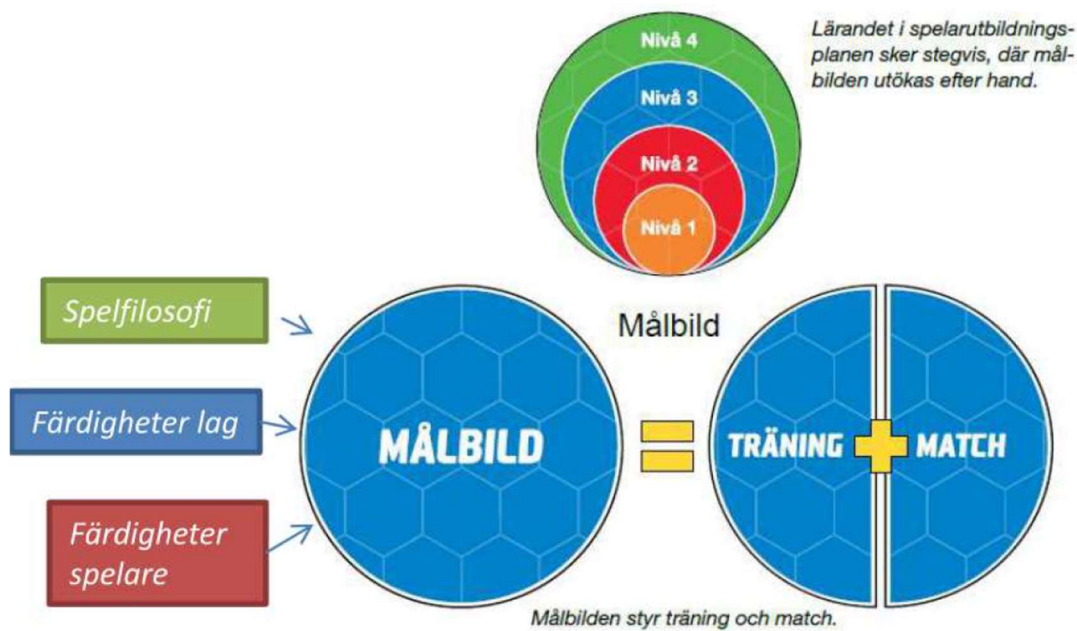 Nivå 4
Nivå 3
Nivå 2
Nivå 1
Lärandet i spelarutbildnings-
planen sker stegvis, där mål-
bilden utökas efter hand.
Spelfilosofi
Färdigheter lag
Färdigheter
spelare
MÅLBILD
Målbild
TRÄNING
MATCH
Målbilden styr träning och match.